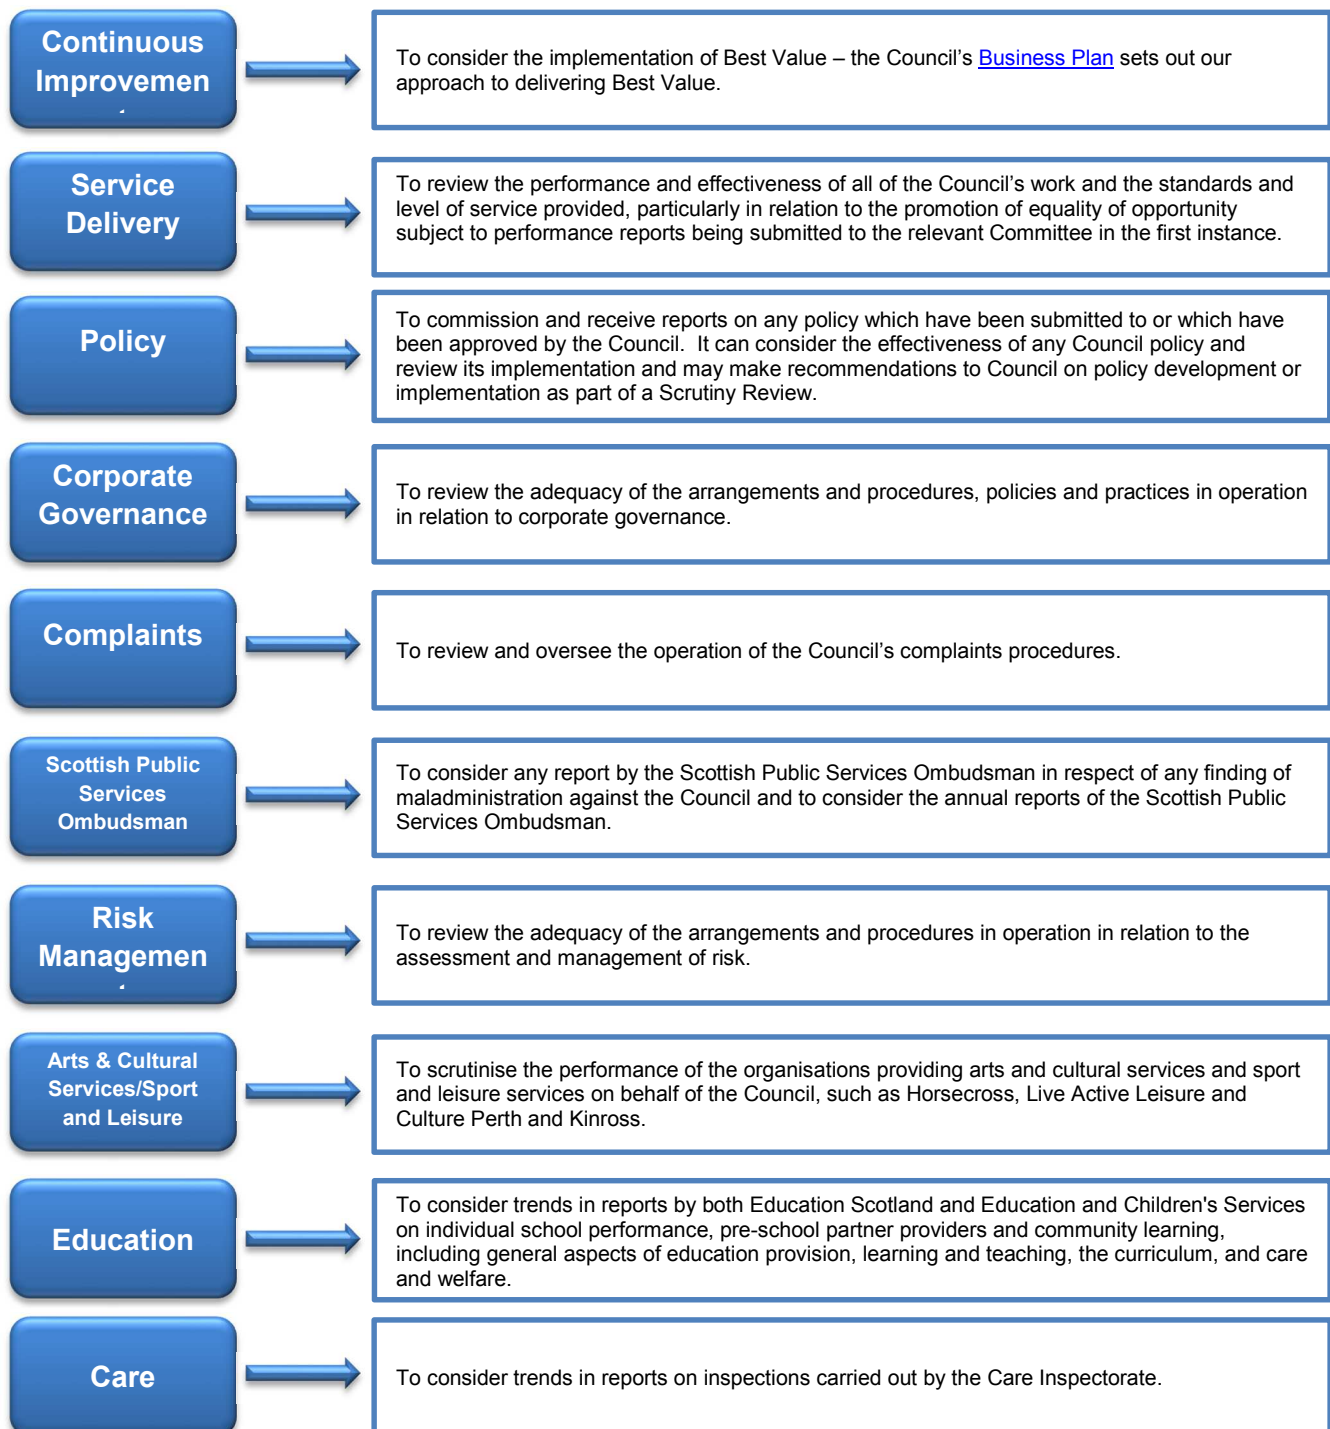 Continuous
Improvemen
To consider the implementation of Best Value – the Council's Business Plan sets out our
approach to delivering Best Value.
Service
Delivery
To review the performance and effectiveness of all of the Council's work and the standards and
level of service provided, particularly in relation to the promotion of equality of opportunity
subject to performance reports being submitted to the relevant Committee in the first instance.
Policy
To commission and receive reports on any policy which have been submitted to or which have
been approved by the Council.  It can consider the effectiveness of any Council policy and
review its implementation and may make recommendations to Council on policy development or
implementation as part of a Scrutiny Review.
Corporate
Governance
To review the adequacy of the arrangements and procedures, policies and practices in operation
in relation to corporate governance.
Complaints
To review and oversee the operation of the Council's complaints procedures.
Scottish Public
Services
Ombudsman
To consider any report by the Scottish Public Services Ombudsman in respect of any finding of
maladministration against the Council and to consider the annual reports of the Scottish Public
Services Ombudsman.
Risk
Managemen
To review the adequacy of the arrangements and procedures in operation in relation to the
assessment and management of risk.
Arts & Cultural
Services/Sport
and Leisure
To scrutinise the performance of the organisations providing arts and cultural services and sport
and leisure services on behalf of the Council, such as Horsecross, Live Active Leisure and
Culture Perth and Kinross.
Education
To consider trends in reports by both Education Scotland and Education and Children's Services
on individual school performance, pre-school partner providers and community learning,
including general aspects of education provision, learning and teaching, the curriculum, and care
and welfare.
Care
To consider trends in reports on inspections carried out by the Care Inspectorate.